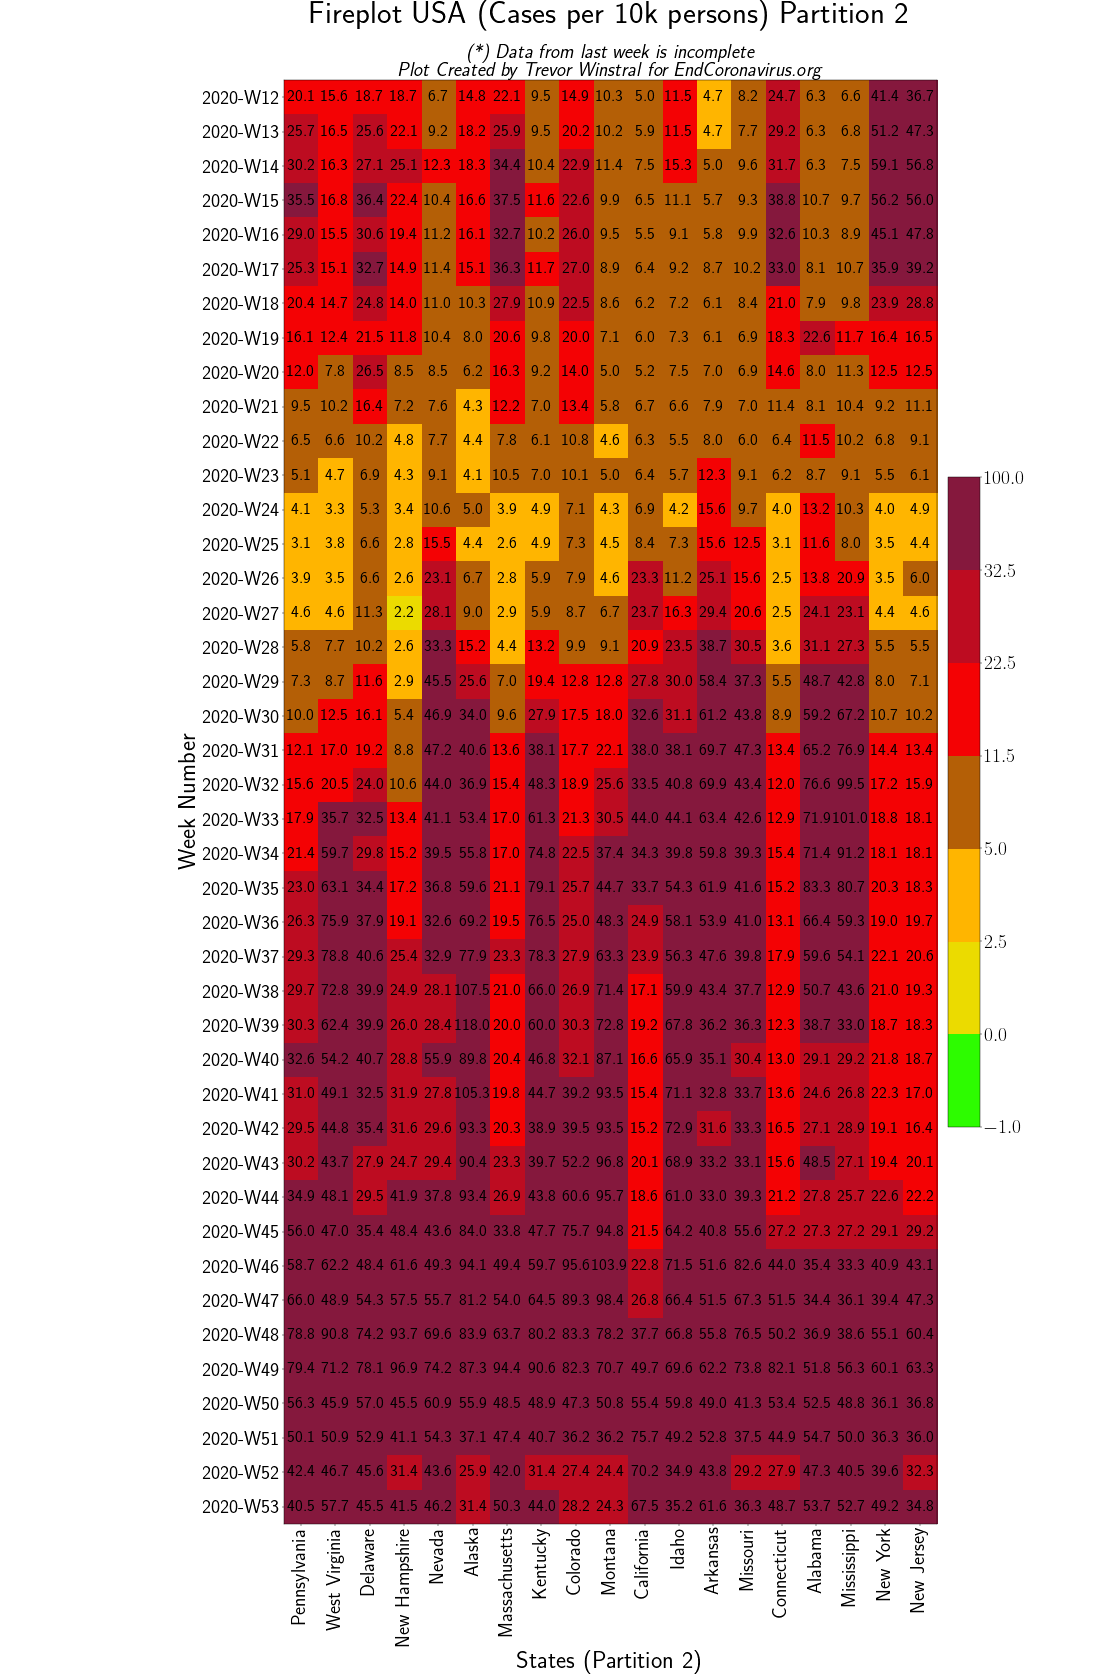 Fireplot USA (Cases per 10k persons) Partition 2
(*) Data from last week is incomplete
Plot Created by Trevor Winstral for EndCoronavirus.org
2020-W12 20.1 15.6 18.7 18.7 6.7 14.8 22.1 9.5 14.9 10.3 5.0 11.5 4.7 8.2 24.7 6.3 6.6 41.4 36.7
2020-W13 25.7 16.5 25.6 22.1 9.2 18.2 25.9 9.5 20.2 10.2 5.9 11.5 4.7 7.7 29.2 6.3 6.8 51.2 47.3
2020-W14 30.2 16.3 27.1 25.1 12.3 18.3 34.4 10.4 22.9 11.4 7.5 15.3 5.0 9.6 31.7 6.3 7.5 59.1 56.8
2020-W15 35.5 16.8 36.4 22.4 10.4 16.6 37.5 11.6 22.6 9.9 6.5 11.1 5.7 9.3 38.8 10.7 9.7 56.2 56.0
2020-W16 29.0 15.5 30.6 19.4 11.2 16.1 32.7 10.2 26.0 9.5 5.5 9.1 5.8 9.9 32.6 10.3 8.9 45.1 47.8
2020-W17 25.3 15.1 32.7 14.9 11.4 15.1 36.3 11.7 27.0 8.9 6.4 9.2 8.7 10.2 33.0 8.1 10.7 35.9 39.2
2020-W18 20.4 14.7 24.8 14.0 11.0 10.3 27.9 10.9 22.5 8.6 6.2 7.2 6.1 8.4 21.0 7.9 9.8 23.9 28.8
2020-W19 16.1 12.4 21.5 11.8 10.4 8.0 20.6 9.8 20.0 7.1 6.0 7.3 6.1 6.9 18.3 22.6 11.7 16.4 16.5
2020-W20 12.0 7.8 26.5 8.5 8.5 6.2 16.3 9.2 14.0 5.0 5.2 7.5 7.0 6.9 14.6 8.0 11.3 12.5 12.5
2020-W21 9.5 10.2 16.4 7.2 7.6 4.3 12.2 7.0 13.4 5.8 6.7 6.6 7.9 7.0 11.4 8.1 10.4 9.2 11.1
2020-W22 6.5 6.6 10.2 4.8 7.7 4.4 7.8 6.1 10.8 4.6 6.3 5.5 8.0 6.0 6.4 11.5 10.2 6.8 9.1
2020-W23 5.1 4.7 6.9 4.3 9.1 4.1 10.5 7.0 10.1 5.0 6.4 5.7 12.3 9.1 6.2 8.7 9.1 5.5 6.1
2020-W24 4.1 3.3 5.3 3.4 10.6 5.0 3.9 4.9 7.1 4.3 6.9 4.2 15.6 9.7 4.0 13.2 10.3 4.0 4.9
2020-W25 3.1 3.8 6.6 2.8 15.5 4.4 2.6 4.9 7.3 4.5 8.4 7.3 15.6 12.5 3.1 11.6 8.0 3.5 4.4
2020-W26 3.9 3.5 6.6 2.6 23.1 6.7 2.8 5.9 7.9 4.6 23.3 11.2 25.1 15.6 2.5 13.8 20.9 3.5 6.0
2020-W27 4.6 4.6 11.3 2.2 28.1 9.0 2.9 5.9 8.7 6.7 23.7 16.3 29.4 20.6 2.5 24.1 23.1 4.4 4.6
2020-W28 5.8 7.7 10.2 2.6 33.3 15.2 4.4 13.2 9.9 9.1 20.9 23.5 38.7 30.5 3.6 31.1 27.3 5.5 5.5
2020-W29 7.3 8.7 11.6 2.9 45.5 25.6 7.0 19.4 12.8 12.8 27.8 30.0 58.4 37.3 5.5 48.7 42.8 8.0 7.1
2020-W30 10.0 12.5 16.1 5.4 46.9 34.0 9.6 27.9 17.5 18.0 32.6 31.1 61.2 43.8 8.9 59.2 67.2 10.7 10.2
2020-W31 12.1 17.0 19.2 8.8 47.2 40.6 13.6 38.1 17.7 22.1 38.0 38.1 69.7 47.3 13.4 65.2 76.9 14.4 13.4
2020-W32 15.6 20.5 24.0 10.6 44.0 36.9 15.4 48.3 18.9 25.6 33.5 40.8 69.9 43.4 12.0 76.6 99.5 17.2 15.9
2020-W33 17.9 35.7 32.5 13.4 41.1 53.4 17.0 61.3 21.3 30.5 44.0 44.1 63.4 42.6 12.9 71.9 101.0 18.8 18.1
2020-W34 21.4 59.7 29.8 15.2 39.5 55.8 17.0 74.8 22.5 37.4 34.3 39.8 59.8 39.3 15.4 71.4 91.2 18.1 18.1
2020-W35 23.0 63.1 34.4 17.2 36.8 59.6 21.1 79.1 25.7 44.7 33.7 54.3 61.9 41.6 15.2 83.3 80.7 20.3 18.3
2020-W36 26.3 75.9 37.9 19.1 32.6 69.2 19.5 76.5 25.0 48.3 24.9 58.1 53.9 41.0 13.1 66.4 59.3 19.0 19.7
2020-W37 29.3 78.8 40.6 25.4 32.9 77.9 23.3 78.3 27.9 63.3 23.9 56.3 47.6 39.8 17.9 59.6 54.1 22.1 20.6
2020-W38 29.7 72.8 39.9 24.9 28.1 107.5 21.0 66.0 26.9 71.4 17.1 59.9 43.4 37.7 12.9 50.7 43.6 21.0 19.3
2020-W39 30.3 62.4 39.9 26.0 28.4 118.0 20.0 60.0 30.3 72.8 19.2 67.8 36.2 36.3 12.3 38.7 33.0 18.7 18.3
2020-W40 32.6 54.2 40.7 28.8 55.9 89.8 20.4 46.8 32.1 87.1 16.6 65.9 35.1 30.4 13.0 29.1 29.2 21.8 18.7
2020-W41 31.0 49.1 32.5 31.9 27.8 105.3 19.8 44.7 39.2 93.5 15.4 71.1 32.8 33.7 13.6 24.6 26.8 22.3 17.0
2020-W42 29.5 44.8 35.4 31.6 29.6 93.3 20.3 38.9 39.5 93.5 15.2 72.9 31.6 33.3 16.5 27.1 28.9 19.1 16.4
2020-W43 30.2 43.7 27.9 24.7 29.4 90.4 23.3 39.7 52.2 96.8 20.1 68.9 33.2 33.1 15.6 48.5 27.1 19.4 20.1
2020-W44 34.9 48.1 29.5 41.9 37.8 93.4 26.9 43.8 60.6 95.7 18.6 61.0 33.0 39.3 21.2 27.8 25.7 22.6 22.2
2020-W45 56.0 47.0 35.4 48.4 43.6 84.0 33.8 47.7 75.7 94.8 21.5 64.2 40.8 55.6 27.2 27.3 27.2 29.1 29.2
2020-W46 58.7 62.2 48.4 61.6 49.3 94.1 49.4 59.7 95.6 103.9 22.8 71.5 51.6 82.6 44.0 35.4 33.3 40.9 43.1
2020-W47 66.0 48.9 54.3 57.5 55.7 81.2 54.0 64.5 89.3 98.4 26.8 66.4 51.5 67.3 51.5 34.4 36.1 39.4 47.3
2020-W48 78.8 90.8 74.2 93.7 69.6 83.9 63.7 80.2 83.3 78.2 37.7 66.8 55.8 76.5 50.2 36.9 38.6 55.1 60.4
2020-W49 79.4 71.2 78.1 96.9 74.2 87.3 94.4 90.6 82.3 70.7 49.7 69.6 62.2 73.8 82.1 51.8 56.3 60.1 63.3
2020-W50 56.3 45.9 57.0 45.5 60.9 55.9 48.5 48.9 47.3 50.8 55.4 59.8 49.0 41.3 53.4 52.5 48.8 36.1 36.8
2020-W51 50.1 50.9 52.9 41.1 54.3 37.1 47.4 40.7 36.2 36.2 75.7 49.2 52.8 37.5 44.9 54.7 50.0 36.3 36.0
2020-W52 42.4 46.7 45.6 31.4 43.6 25.9 42.0 31.4 27.4 24.4 70.2 34.9 43.8 29.2 27.9 47.3 40.5 39.6 32.3
2020-W53 40.5 57.7 45.5 41.5 46.2 31.4 50.3 44.0 28.2 24.3 67.5 35.2 61.6 36.3 48.7 53.7 52.7 49.2 34.8
Week Number
Pennsylvania West Virginia Delaware New Hampshire Nevada Alaska Massachusetts Kentucky Colorado Montana California Idaho Arkansas Missouri Connecticut Alabama Mississippi New York New Jersey
States (Partition 2)
100.0
32.5
22.5
11.5
5.0
2.5
0.0
−1.0